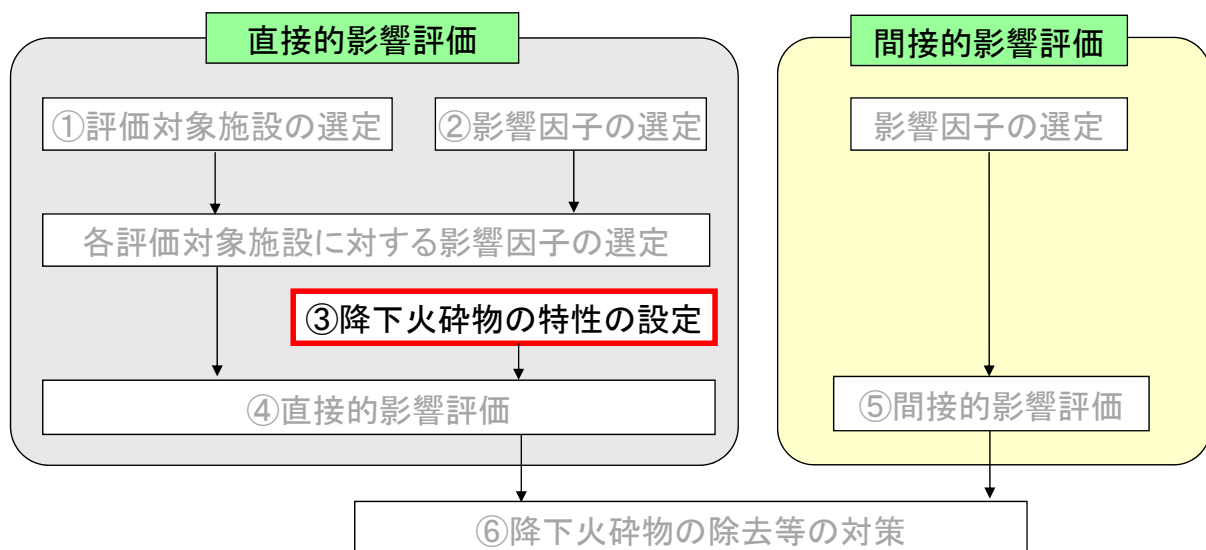 直接的影響評価
間接的影響評価
①評価対象施設の選定
②影響因子の選定
影響因子の選定
各評価対象施設に対する影響因子の選定
③降下火砕物の特性の設定
④直接的影響評価
⑤間接的影響評価
⑥降下火砕物の除去等の対策